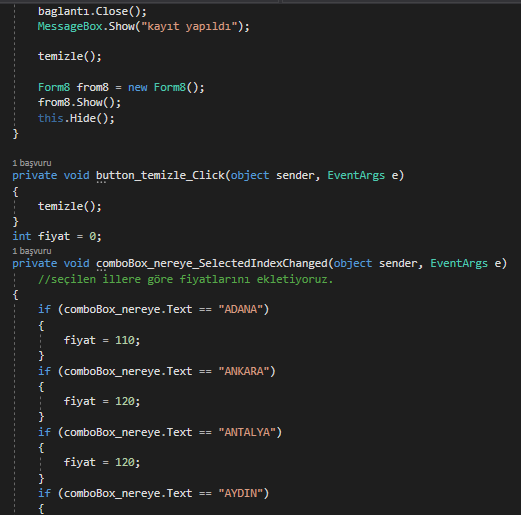 baglantı.Close();
MessageBox.Show("kayıt yapıldı");
temizle();
Form8 from8 = new Form8();
from8.Show();
this.Hide();
}
1 başvuru
private void button_temizle_Click(object sender, EventArgs e)
{
temizle();
}
int fiyat = 0;
1 başvuru
private void comboBox_nereye_SelectedIndexChanged(object sender, EventArgs e)
//seçilen illere göre fiyatlarını ekletiyoruz.
{
if (comboBox_nereye.Text == "ADANA")
{
fiyat = 110;
}
if (comboBox_nereye.Text == "ANKARA")
{
fiyat = 120;
}
if (comboBox_nereye.Text == "ANTALYA")
{
fiyat = 120;
}
if (comboBox_nereye.Text == "AYDIN")
{